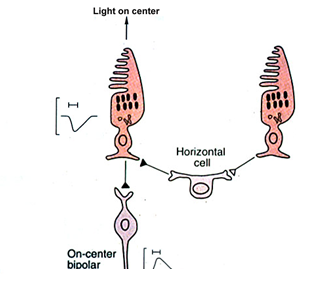 Light on center
Horizontal
cell
On-center
bipolar